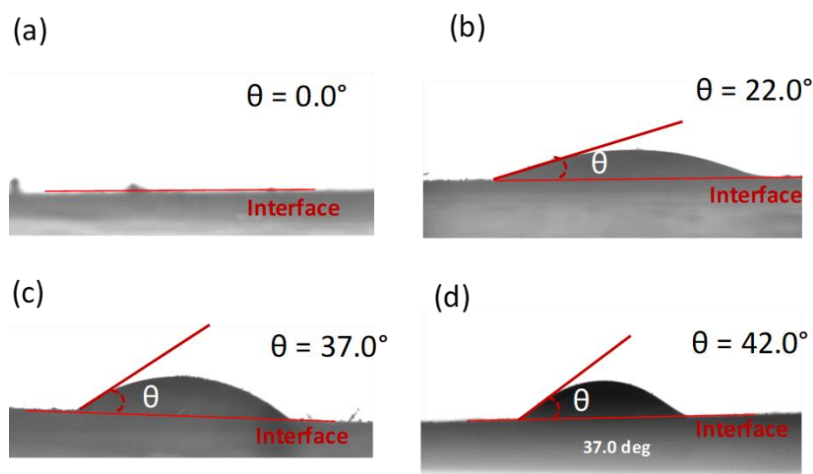 (a)
θ = 0.0°
Interface
(b)
θ = 22.0°
θ
Interface
(c)
θ = 37.0°
θ
Interface
(d)
θ = 42.0°
θ
Interface
37.0 deg